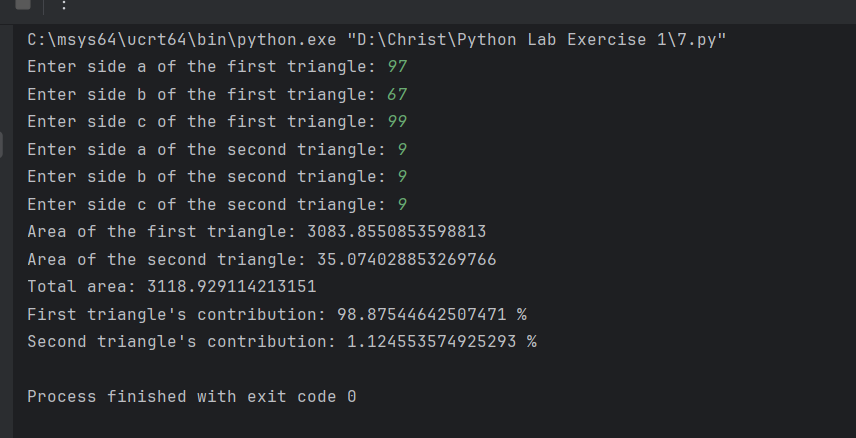 C:\msys64\ucrt64\bin\python.exe "D:\Christ\Python Lab Exercise 1\7.py"
Enter side a of the first triangle: 97
Enter side b of the first triangle: 67
Enter side c of the first triangle: 99
Enter side a of the second triangle: 9
Enter side b of the second triangle: 9
Enter side c of the second triangle: 9
Area of the first triangle: 3083.8550853598813
Area of the second triangle: 35.074028853269766
Total area: 3118.929114213151
First triangle's contribution: 98.87544642507471 %
Second triangle's contribution: 1.124553574925293 %
Process finished with exit code 0